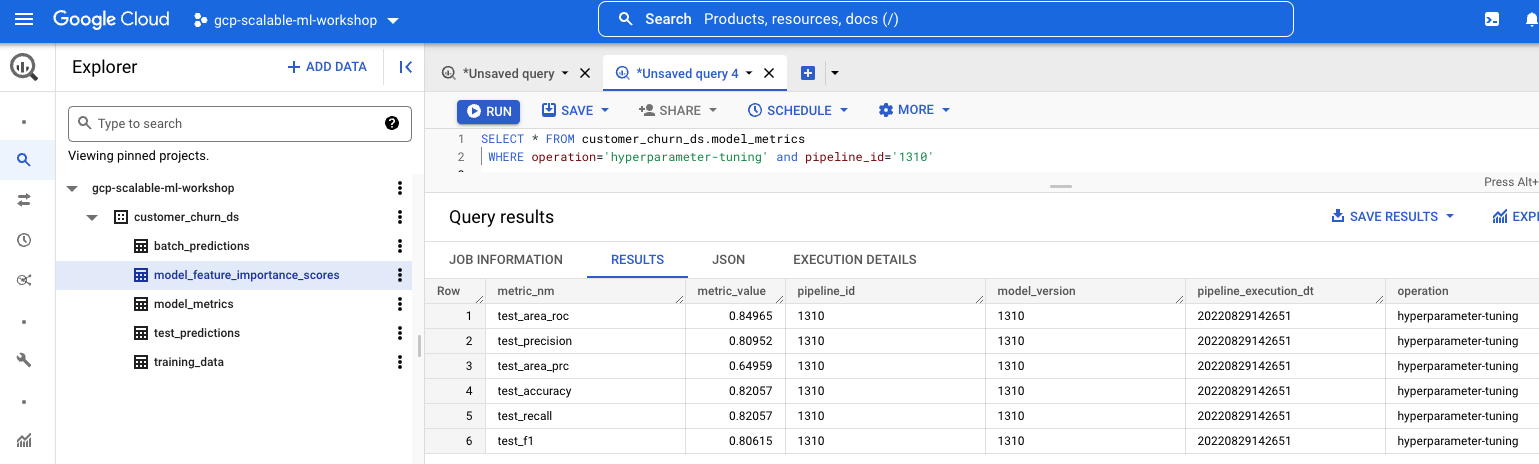 Google Cloud gcp-scalable-ml-workshop Search Products, resources, docs (/)
Explorer + ADD DATA
*Unsaved query *Unsaved query 4
RUN SAVE SHARE SCHEDULE MORE
Type to search
Viewing pinned projects.
gcp-scalable-ml-workshop
customer_churn_ds
batch_predictions
model_feature_importance_scores
model_metrics
test_predictions
training_data
1 SELECT * FROM customer_churn_ds.model_metrics
2 WHERE operation='hyperparameter-tuning' and pipeline_id='1310'
Press Alt+
Query results SAVE RESULTS EXP
JOB INFORMATION RESULTS JSON EXECUTION DETAILS
Row metric_nm metric_value pipeline_id model_version pipeline_execution_dt operation
1 test_area_roc 0.84965 1310 1310 20220829142651 hyperparameter-tuning
2 test_precision 0.80952 1310 1310 20220829142651 hyperparameter-tuning
3 test_area_prc 0.64959 1310 1310 20220829142651 hyperparameter-tuning
4 test_accuracy 0.82057 1310 1310 20220829142651 hyperparameter-tuning
5 test_recall 0.82057 1310 1310 20220829142651 hyperparameter-tuning
6 test_f1 0.80615 1310 1310 20220829142651 hyperparameter-tuning